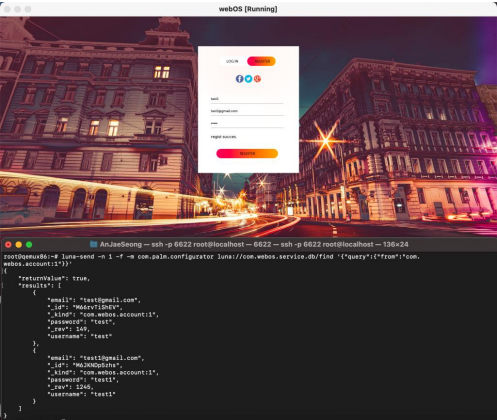 webOS [Running]
LOG IN
REGISTER
test1
test1@gmail.com
•••••
regist success
REGISTER
AnJaeSeong — ssh -p 6622 root@localhost — 6622 — ssh -p 6622 root@localhost — 136×24
root@qemux86:~# luna-send -n 1 -f -m com.palm.configurator luna://com.webos.service.db/find '{"query":{"from":"com.
webos.account:1"}}'
{
"returnValue": true,
"results": [
{
"email": "test@gmail.com",
"_id": "M66rvTiShEV",
"_kind": "com.webos.account:1",
"password": "test",
"_rev": 149,
"username": "test"
},
{
"email": "test1@gmail.com",
"_id": "M6JKNDp5zhs",
"_kind": "com.webos.account:1",
"password": "test1",
"_rev": 1245,
"username": "test1"
}
]
}